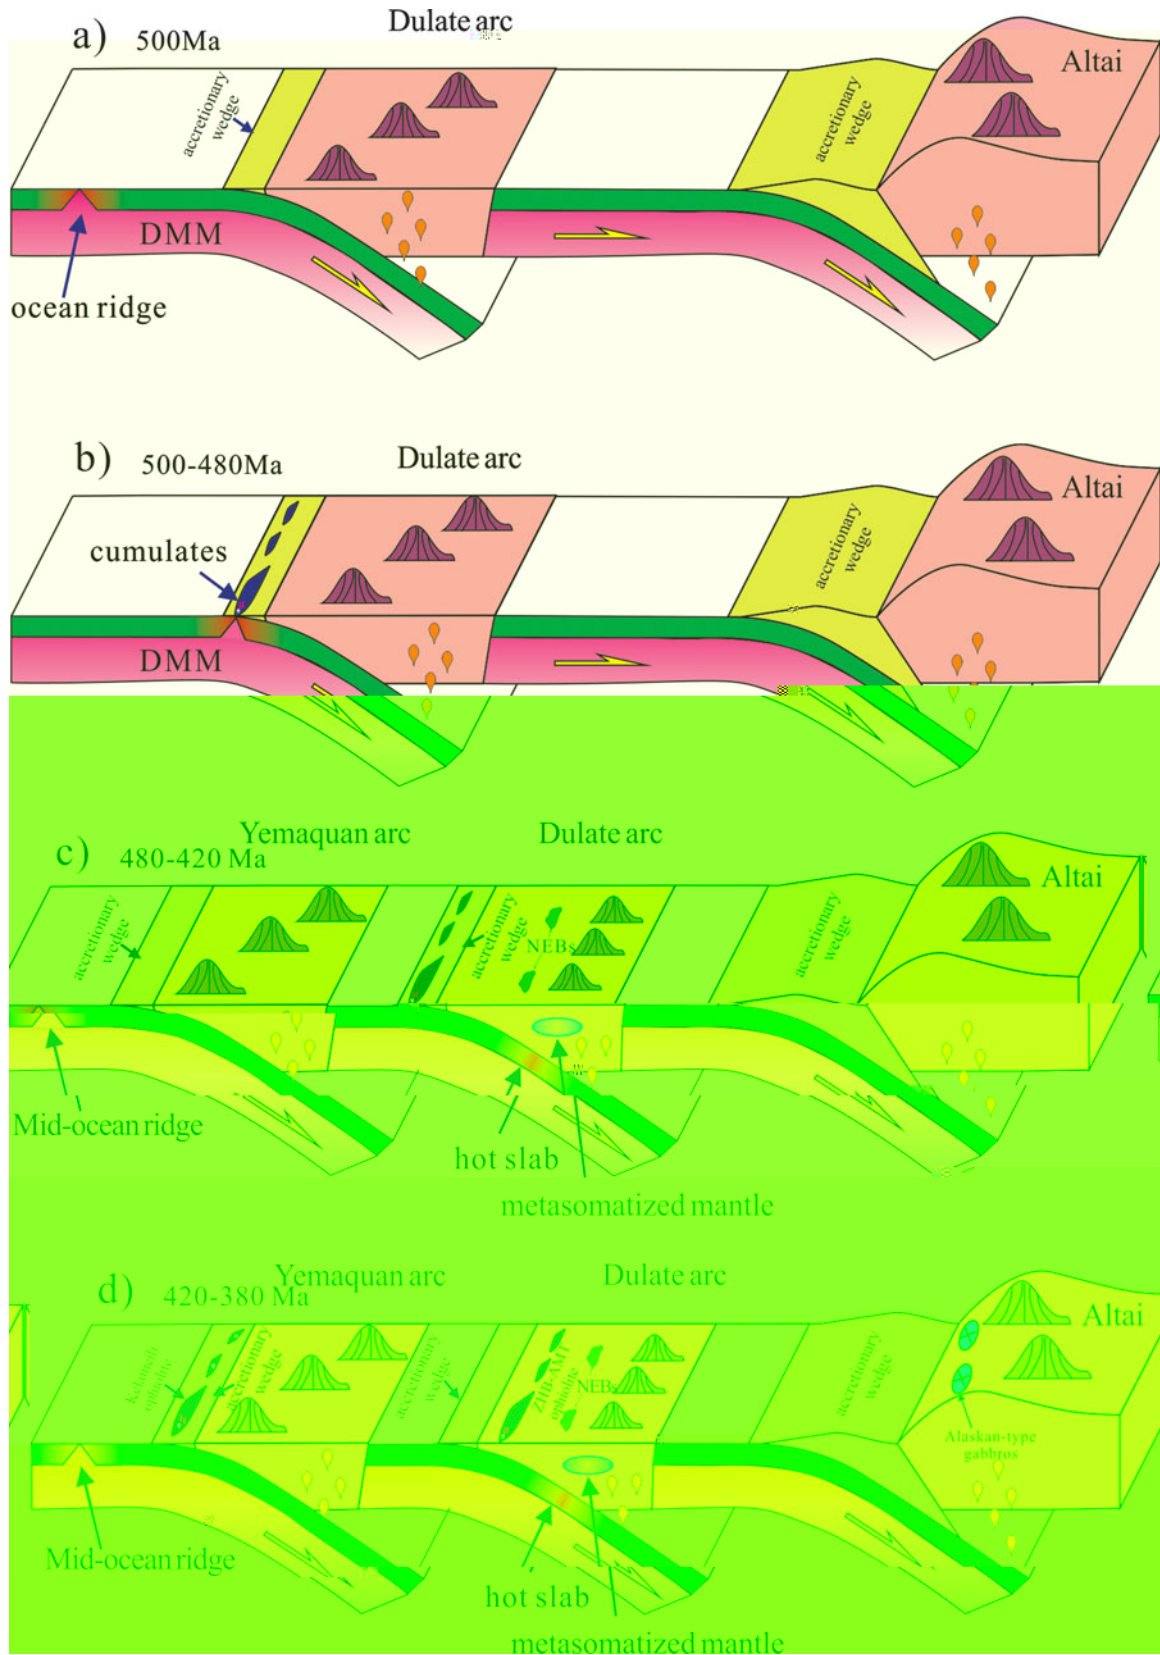 Dulate arc
a) 500Ma
accretionary
wedge
accretionary
wedge
Altai
DMM
ocean ridge
b) 500-480Ma
Dulate arc
Altai
cumulates
accretionary
wedge
DMM
Yemaquan arc
Dulate arc
c) 480-420 Ma
Altai
accretionary
wedge
accretionary
wedge
NEBs
accretionary
wedge
Mid-ocean ridge
hot slab
metasomatized mantle
Yemaquan arc
Dulate arc
d) 420-380 Ma
Altai
ophiolite
accretionary
wedge
accretionary
wedge
ZHB-AMT
ophiolite
NEBs
accretionary
wedge
Alaskan-type
gabbros
Mid-ocean ridge
hot slab
metasomatized mantle